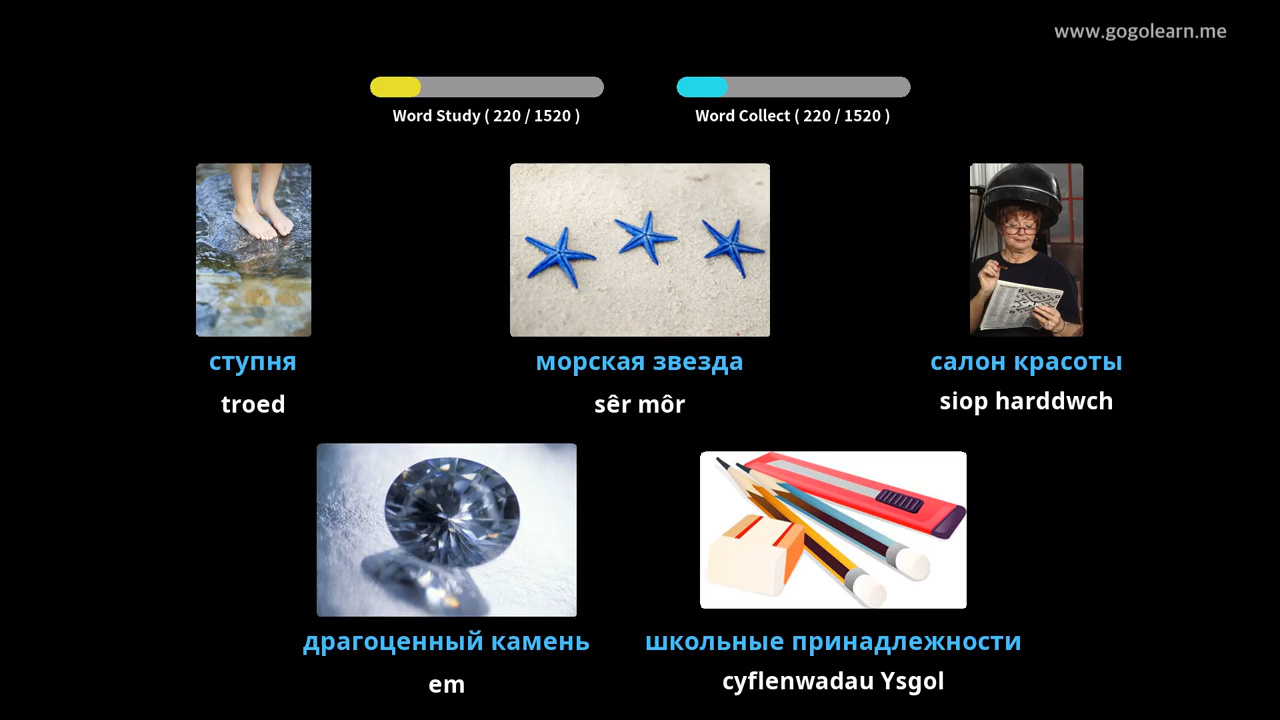 www.gogolearn.me
Word Study ( 220 / 1520 )
Word Collect ( 220 / 1520 )
ступня
морская звезда
салон красоты
troed
sêr môr
siop harddwch
драгоценный камень
школьные принадлежности
em
cyflenwadau Ysgol